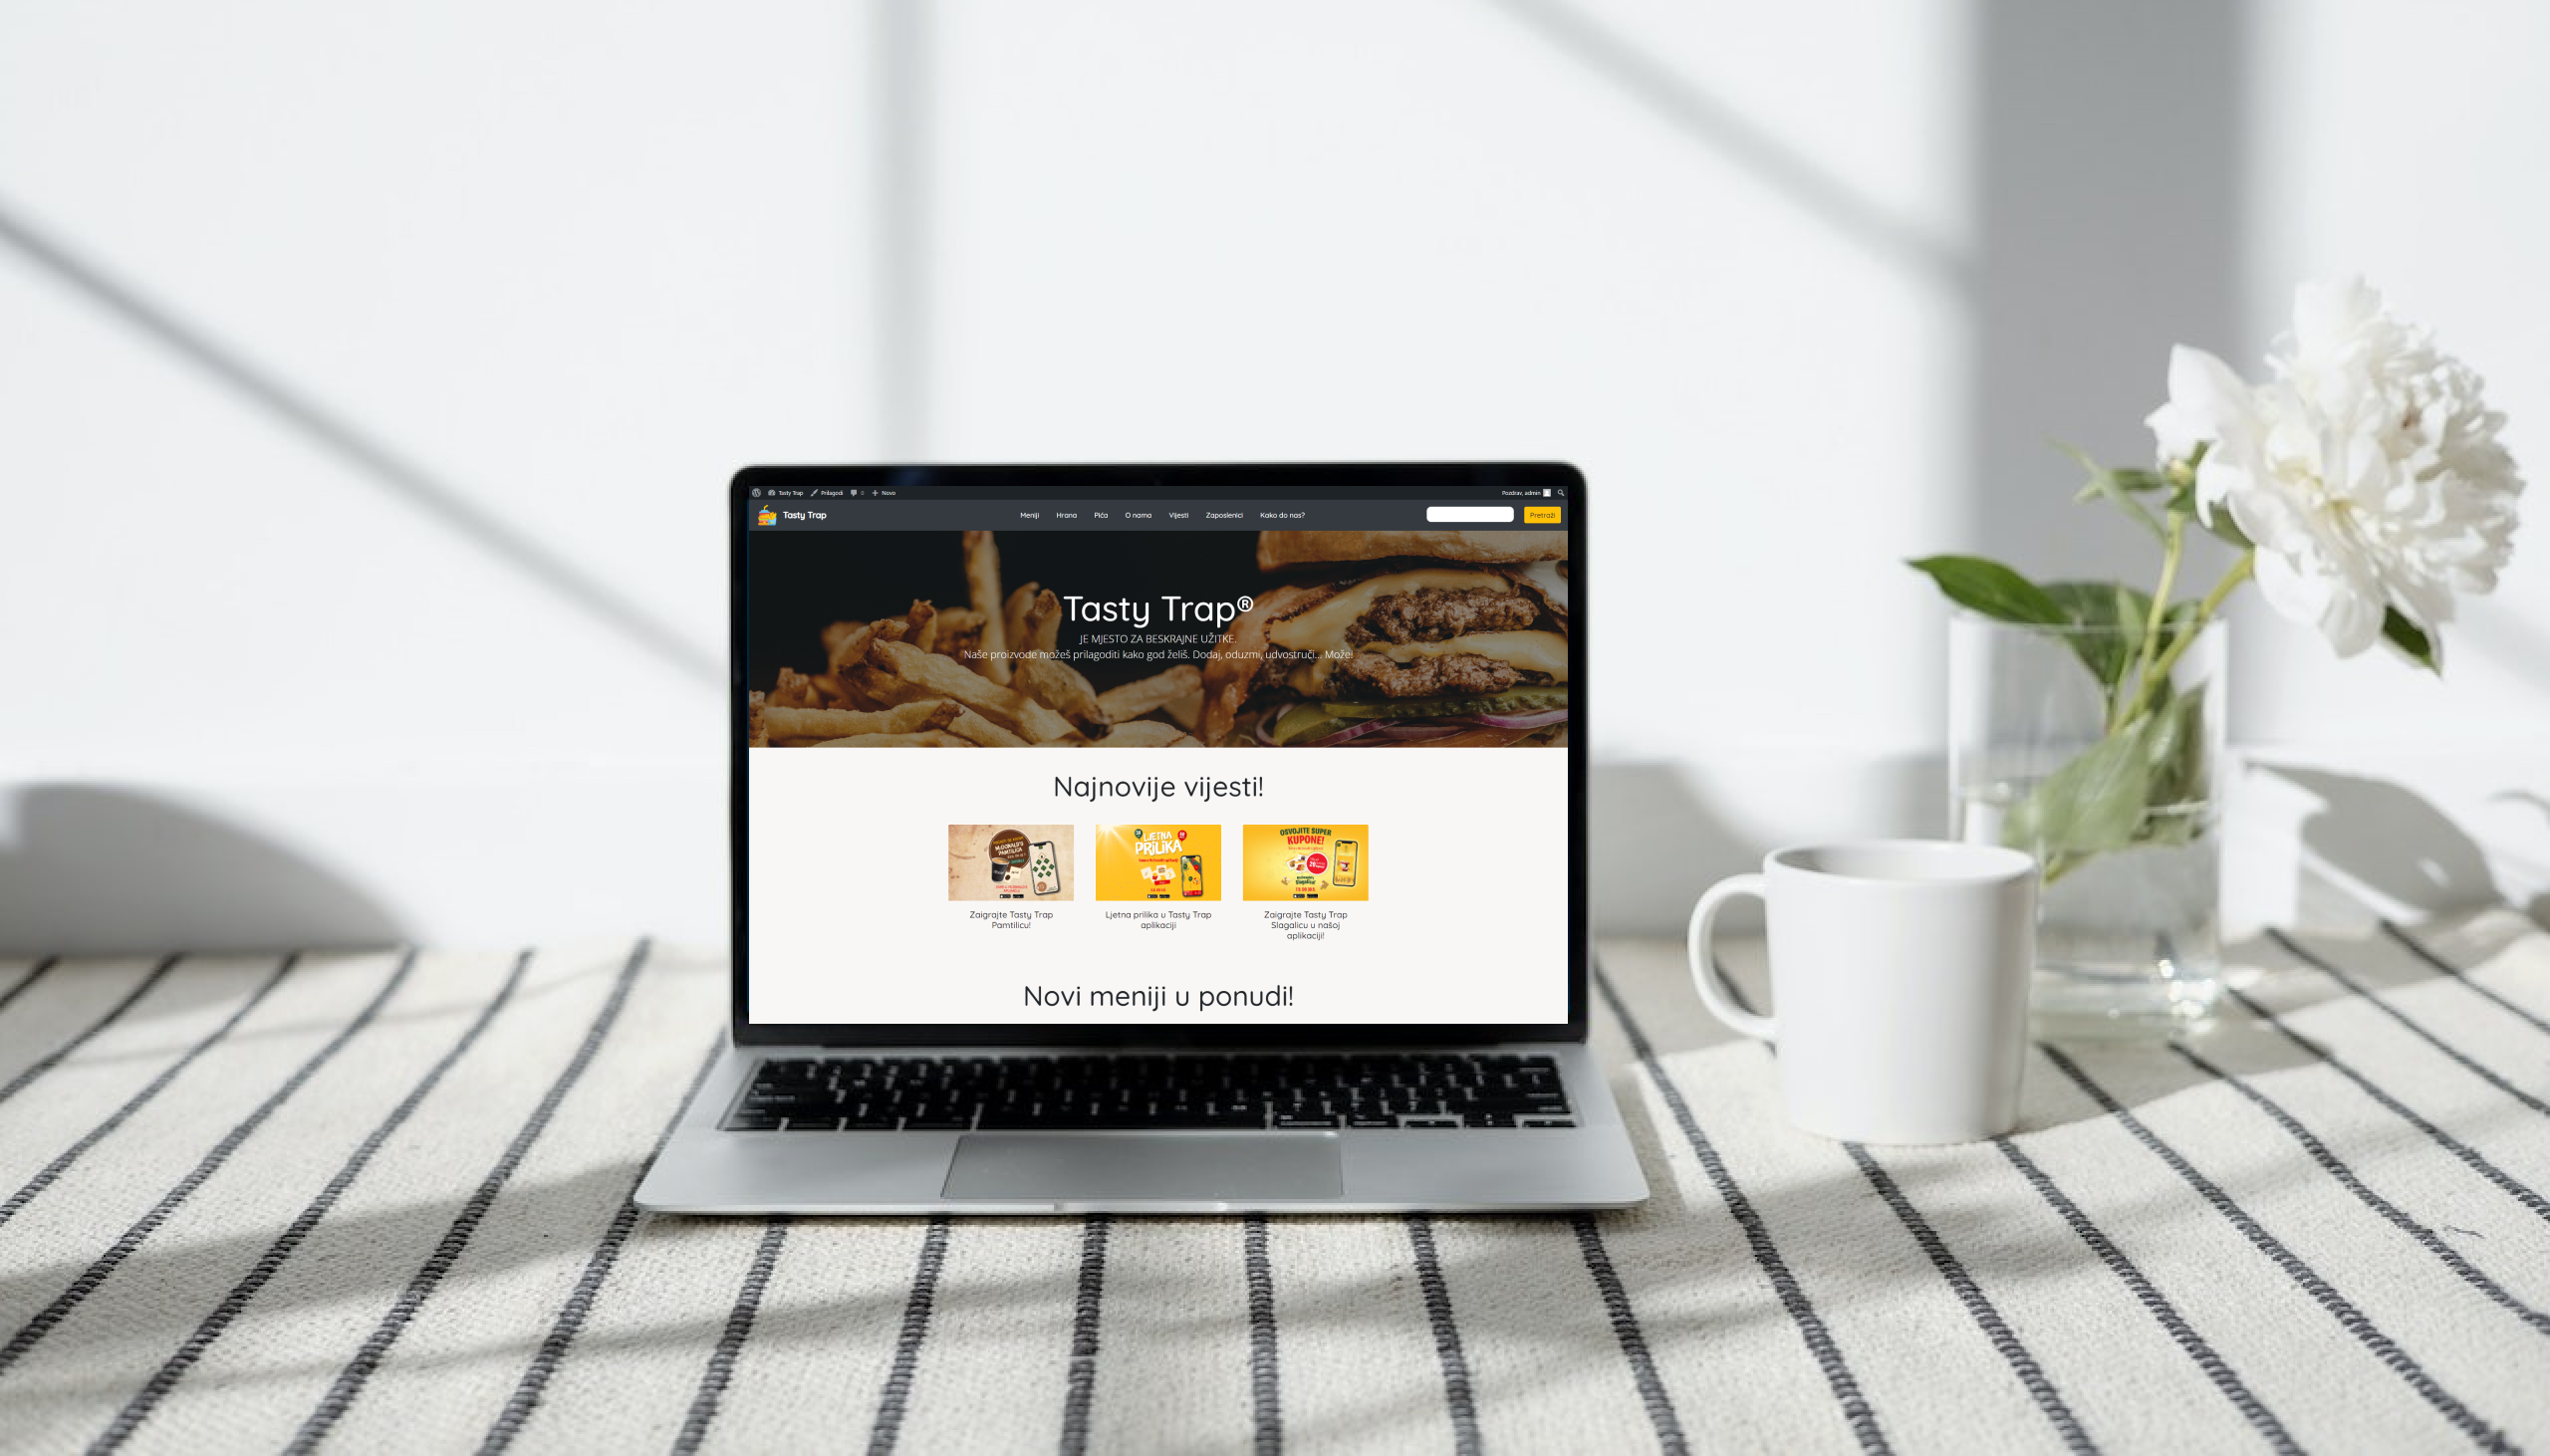 Tasty Trap Prilagodi 0 Novo Pozdrav, admin
Tasty Trap Meniji Hrana Pića O nama Vijesti Zaposlenici Kako do nas? Pretraži
Tasty Trap®
JE MJESTO ZA BESKRAJNE UŽITKE.
Naše proizvode možeš prilagoditi kako god želiš. Dodaj, oduzmi, udvostruči... Može!
Najnovije vijesti!
McDONALD'S
PAMTILICA
LJETNA
PRILIKA
OSVOJITE SUPER
KUPONE!
Zaigrajte Tasty Trap
Pamtilicu!
Ljetna prilika u Tasty Trap
aplikaciji
Zaigrajte Tasty Trap
Slagalicu u našoj
aplikaciji!
Novi meniji u ponudi!